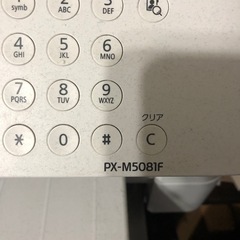 symb
2
ABC
3
DEF
4
GHI
5
JKL
6
MNO
7
PQRS
8
TUV
9
WXYZ
クリア
* 0 # C
PX-M5081F